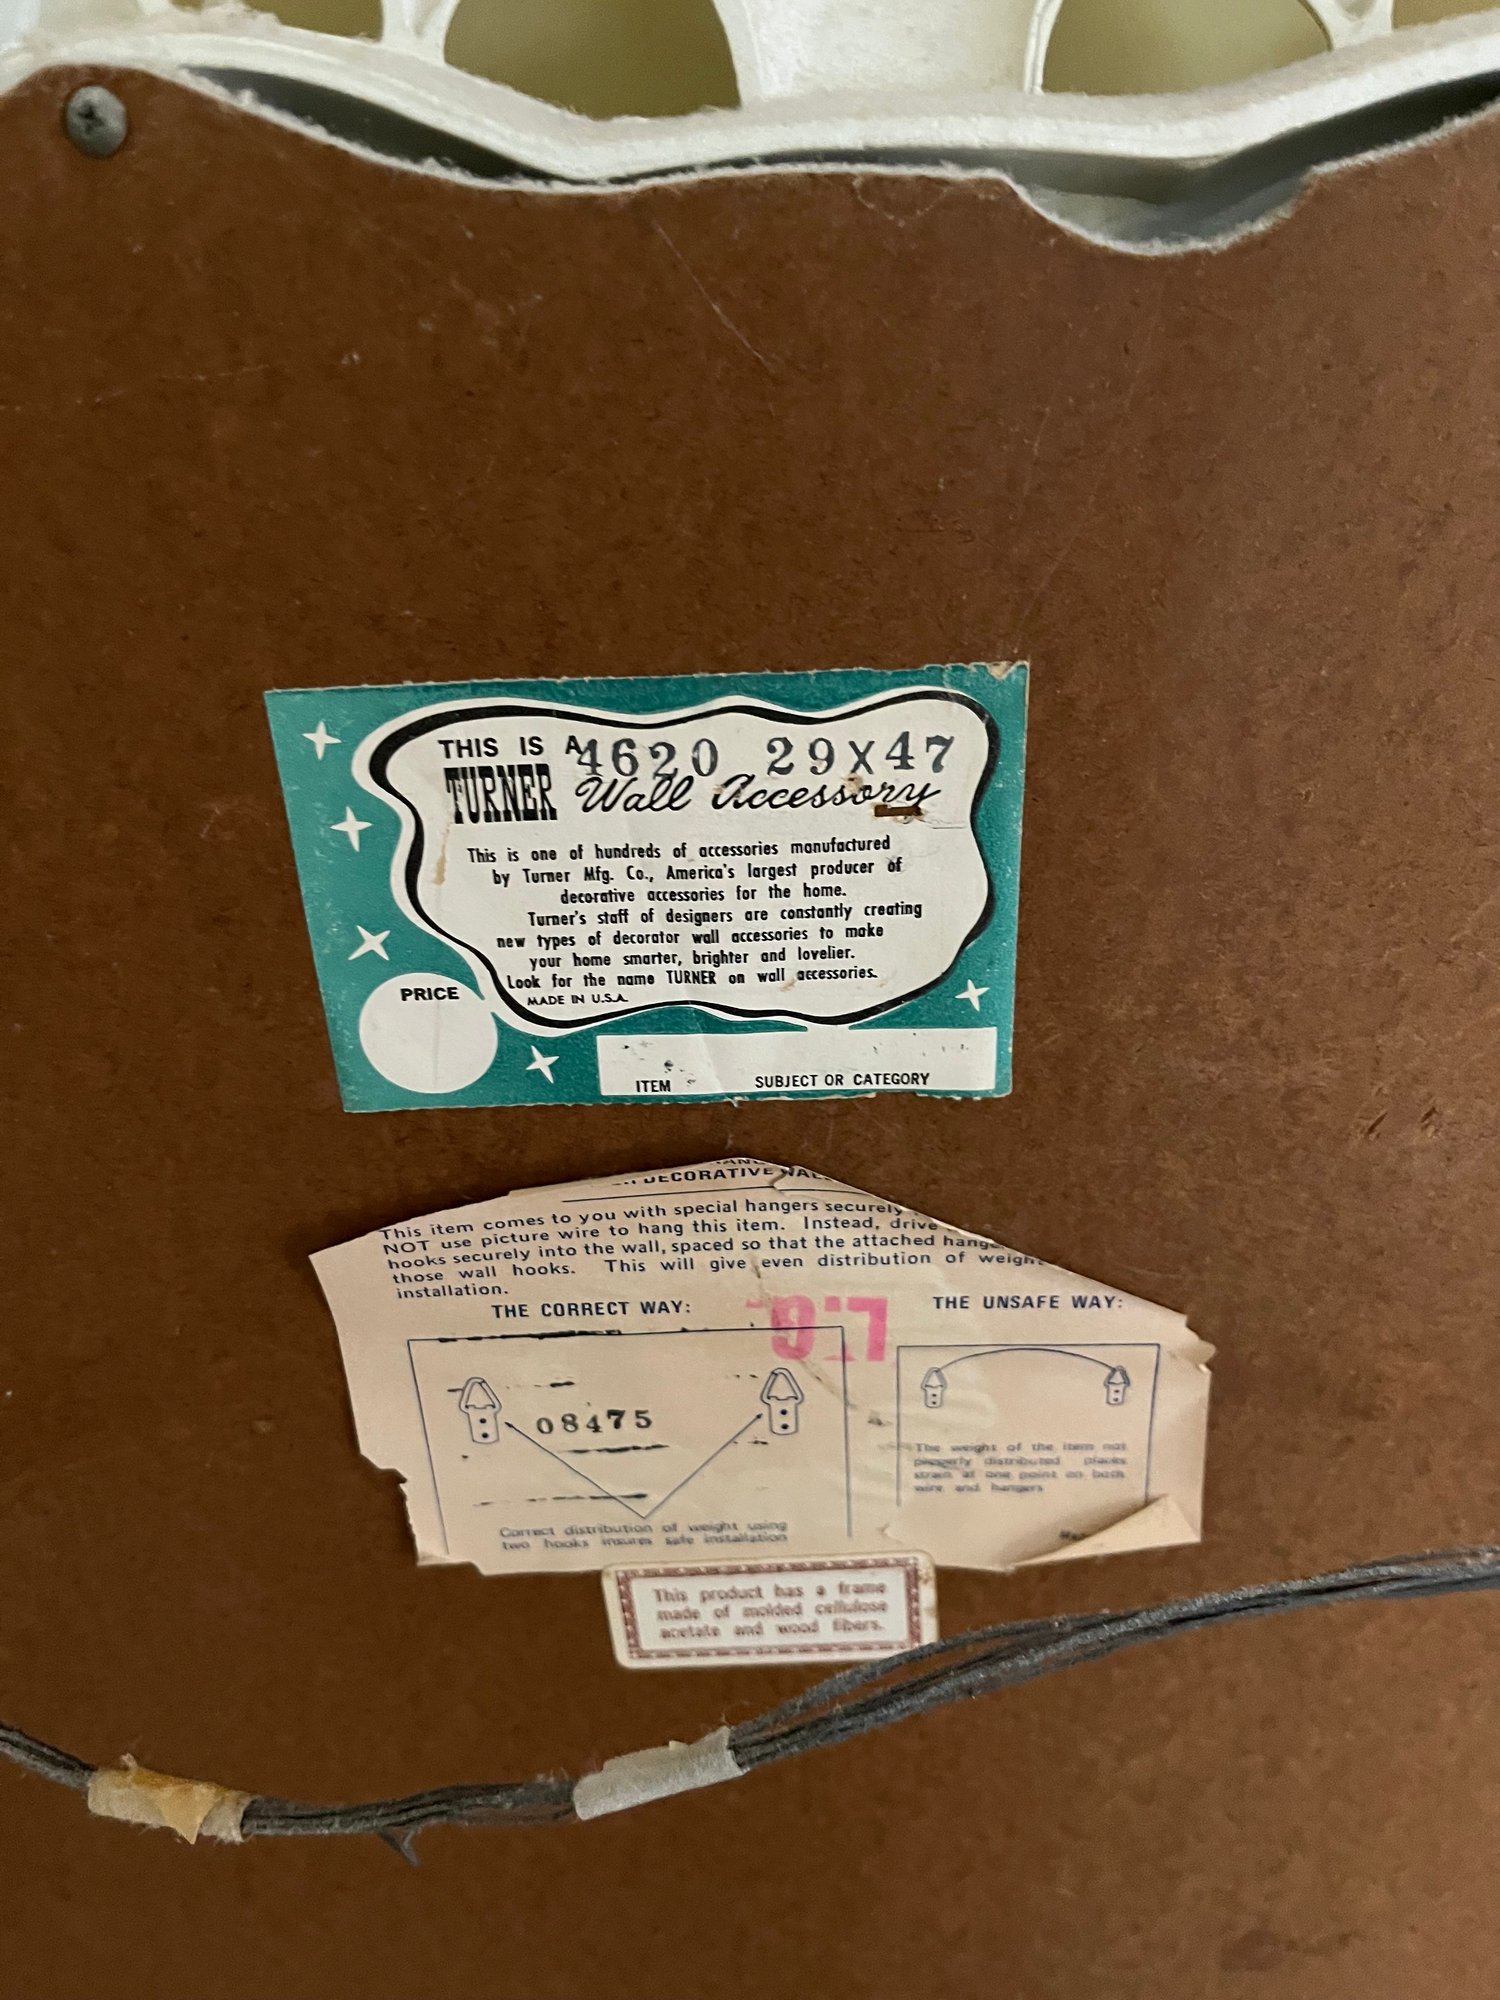 THIS IS A 4620 29X47
TURNER Wall Accessory
This is one of hundreds of accessories manufactured
by Turner Mfg. Co., America's largest producer of
decorative accessories for the home.
Turner's staff of designers are constantly creating
new types of decorator wall accessories to make
your home smarter, brighter and lovelier.
Look for the name TURNER on wall accessories.
MADE IN U.S.A.
PRICE
ITEM SUBJECT OR CATEGORY
DECORATIVE
This item comes to you with special hangers securely
NOT use picture wire to hang this item. Instead, drive
hooks securely into the wall, spaced so that the attached
those wall hooks. This will give even distribution of
installation.
THE CORRECT WAY:
THE UNSAFE WAY:
08475
The weight of the item not
properly distributed places
strain at one point on both
wire and hangers
Correct distribution of weight using
two hooks insures safe installation
This product has a frame
made of molded cellulose
acetate and wood fibers.